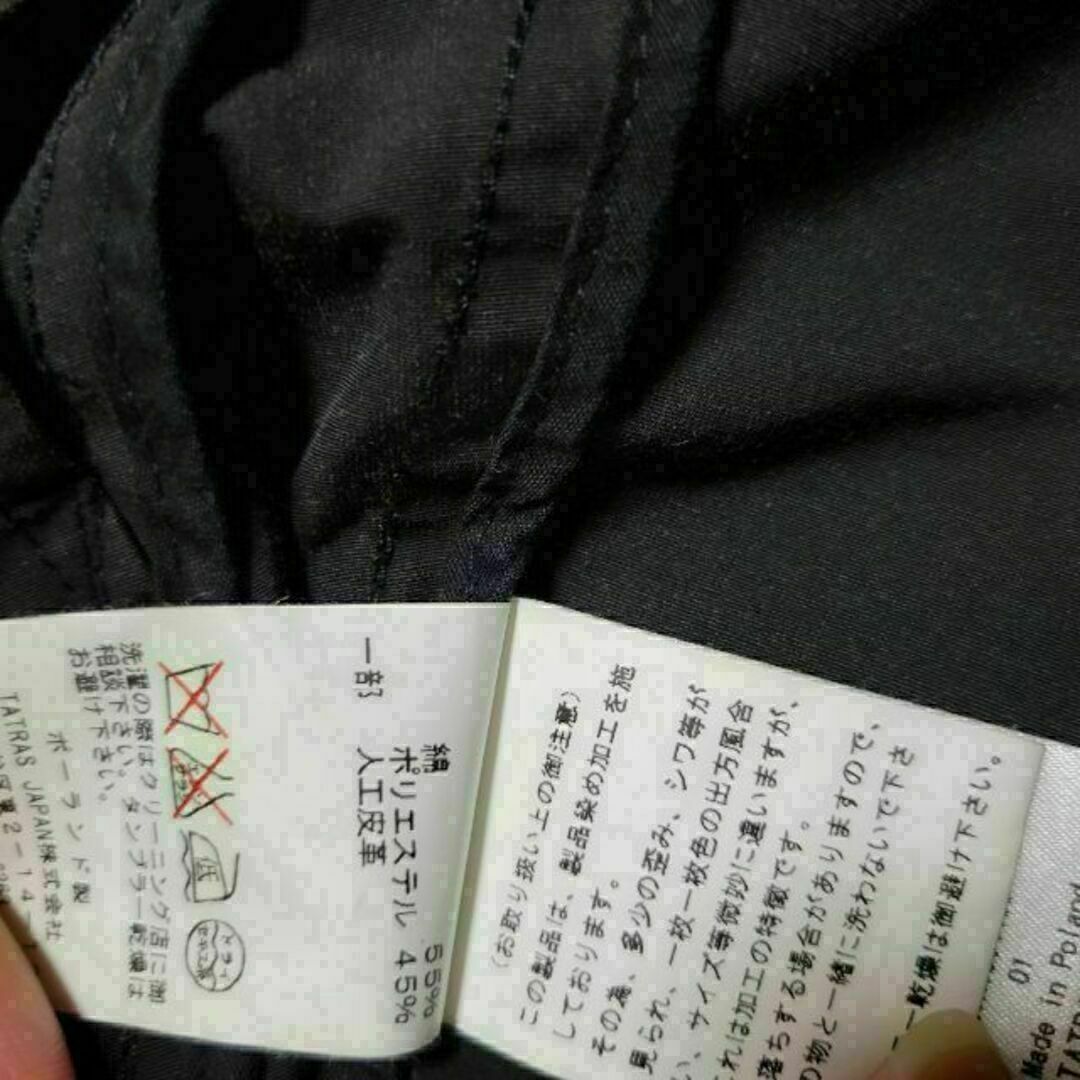 綿 55%
ポリエステル 45%
一部 人工皮革
低
ドライ
セキユ系
洗濯の際はクリーニング店に御
相談下さい。タンブラー乾燥は
お避け下さい。
ポーランド製
TATRAS JAPAN株式会社
2-14-
(お取り扱い上の御注意)
この製品は、製品染め加工を施
しております。
その為、多少の歪み、シワ等が
見られ、一枚一枚色の出方風合
い、サイズ等微妙に違いますが、
これは加工の特徴です。
落ちする場合がありますので、
の物と一緒に洗わないで下さ
ー乾燥は御避け下さい。
01
Made in Poland